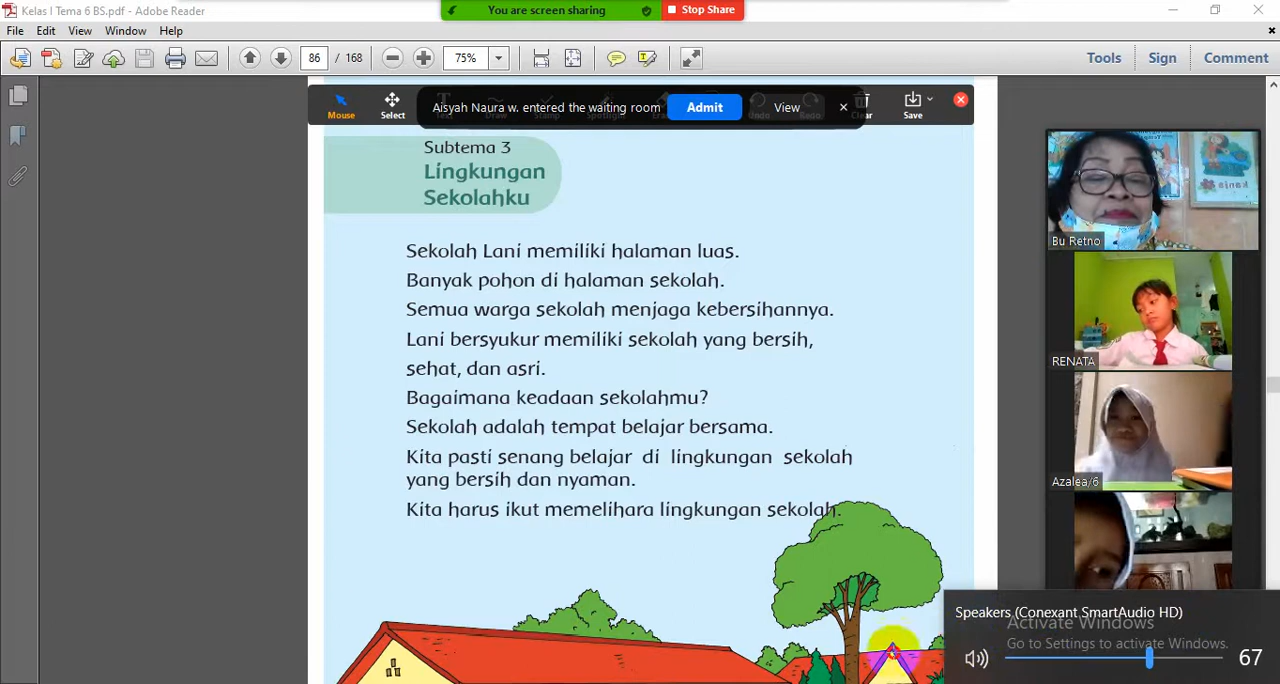 Kelas I Tema 6 BS.pdf - Adobe Reader
You are screen sharing
Stop Share
File Edit View Window Help
86 / 168
75%
Tools Sign Comment
Mouse
Select
Aisyah Naura w. entered the waiting room
Admit
View
Save
Subtema 3
Lingkungan
Sekolahku
Sekolah Lani memiliki halaman luas.
Banyak pohon di halaman sekolah.
Semua warga sekolah menjaga kebersihannya.
Lani bersyukur memiliki sekolah yang bersih,
sehat, dan asri.
Bagaimana keadaan sekolahmu?
Sekolah adalah tempat belajar bersama.
Kita pasti senang belajar di lingkungan sekolah
yang bersih dan nyaman.
Kita harus ikut memelihara lingkungan sekolah.
Bu Retno
RENATA
Azalea/6
Speakers (Conexant SmartAudio HD)
Activate Windows
Go to Settings to activate Windows.
67